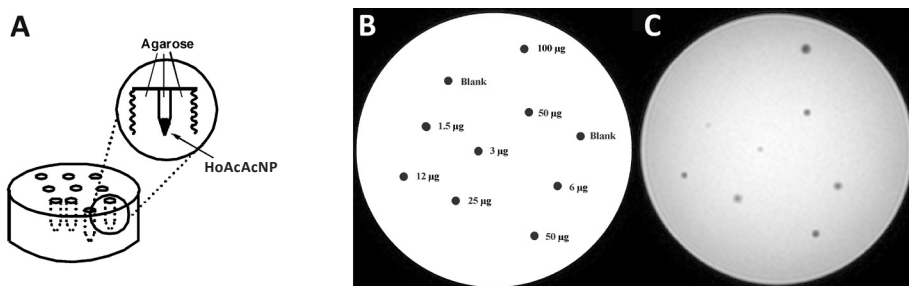 A
Agarose
HoAcAcNP
B
100 µg
Blank
50 µg
1.5 µg
Blank
3 µg
12 µg
6 µg
25 µg
50 µg
C